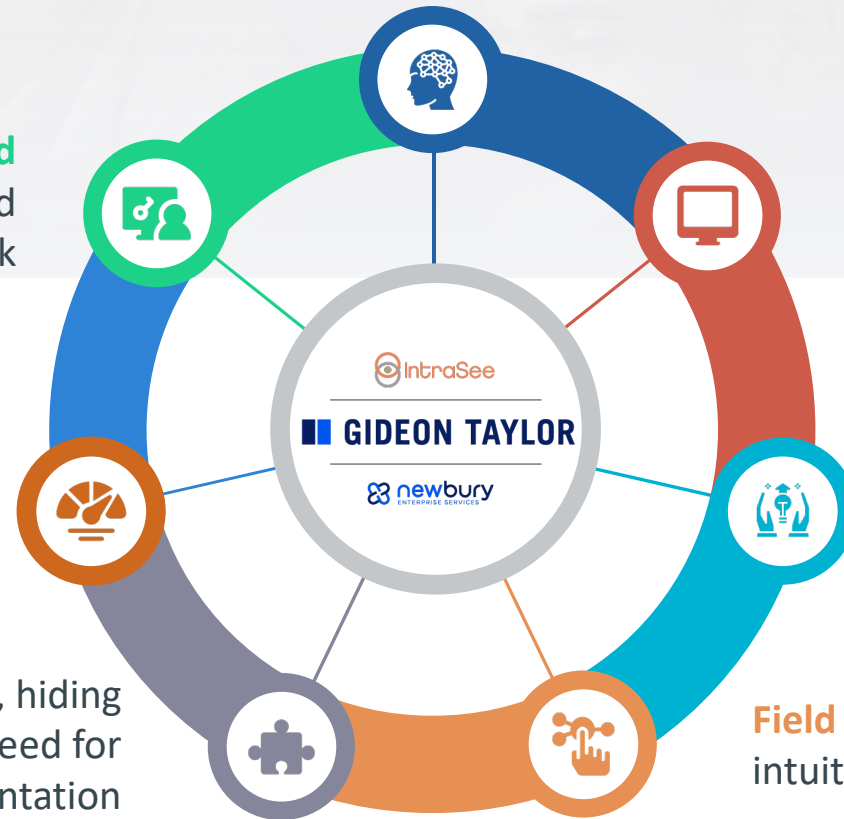 d
d
k
IntraSee
GIDEON TAYLOR
newbury
ENTERPRISE SERVICES
, hiding
eed for
ntation
Field
intuit